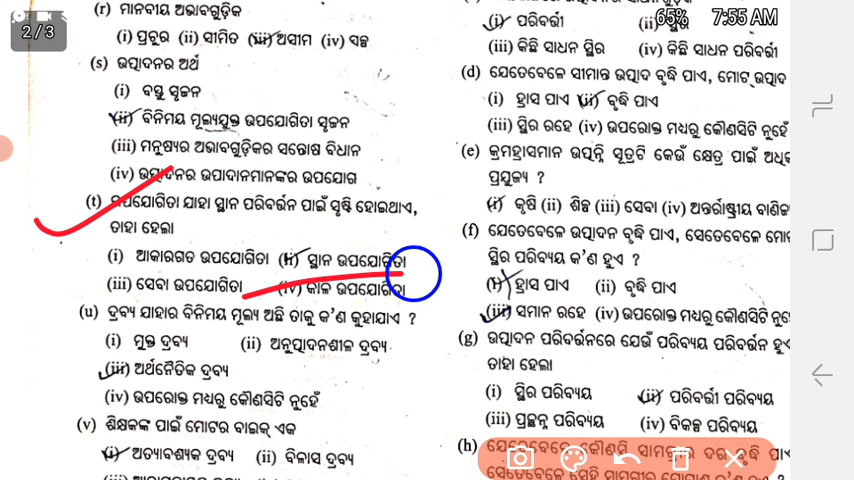 2/3
65% 7:55 AM
(r) ମାନବୀୟ ଅଭାବଗୁଡ଼ିକ
(i) ପ୍ରଚୁର (ii) ସୀମିତ (iii) ଅସୀମ (iv) ସଚ୍ଚ
(s) ଉତ୍ପାଦନର ଅର୍ଥ
(i) ବସ୍ତୁ ସୃଜନ
(ii) ବିନିମୟ ମୂଲ୍ୟଯୁକ୍ତ ଉପଯୋଗିତା ସୃଜନ
(iii) ମନୁଷ୍ୟର ଅଭାବଗୁଡ଼ିକର ସନ୍ତୋଷ ବିଧାନ
(iv) ଉତ୍ପାଦନର ଉପାଦାନମାନଙ୍କର ଉପଯୋଗ
(t) ଉପଯୋଗିତା ଯାହା ସ୍ଥାନ ପରିବର୍ତ୍ତନ ପାଇଁ ସୃଷ୍ଟି ହୋଇଥାଏ,
ତାହା ହେଲା
(i) ଆକାରଗତ ଉପଯୋଗିତା (ii) ସ୍ଥାନ ଉପଯୋଗିତା
(iii) ସେବା ଉପଯୋଗିତା (iv) କାଳ ଉପଯୋଗିତା
(u) ଦ୍ରବ୍ୟ ଯାହାର ବିନିମୟ ମୂଲ୍ୟ ଅଛି ତାକୁ କ'ଣ କୁହାଯାଏ ?
(i) ମୁକ୍ତ ଦ୍ରବ୍ୟ (ii) ଅନୁତ୍ପାଦନଶୀଳ ଦ୍ରବ୍ୟ
(iii) ଅର୍ଥନୈତିକ ଦ୍ରବ୍ୟ
(iv) ଉପରୋକ୍ତ ମଧ୍ୟରୁ କୌଣସିଟି ନୁହେଁ
(v) ଶିକ୍ଷକଙ୍କ ପାଇଁ ମୋଟର ବାଇକ୍ ଏକ
(i) ଅତ୍ୟାବଶ୍ୟକ ଦ୍ରବ୍ୟ (ii) ବିଳାସ ଦ୍ରବ୍ୟ
(i) ପରିବର୍ତ୍ତୀ (ii) ସ୍ଥିର
(iii) କିଛି ସାଧନ ସ୍ଥିର (iv) କିଛି ସାଧନ ପରିବର୍ତ୍ତୀ
(d) ଯେତେବେଳେ ସୀମାନ୍ତ ଉତ୍ପାଦ ବୃଦ୍ଧି ପାଏ, ମୋଟ୍ ଉତ୍ପାଦ
(i) ହ୍ରାସ ପାଏ (ii) ବୃଦ୍ଧି ପାଏ
(iii) ସ୍ଥିର ରହେ (iv) ଉପରୋକ୍ତ ମଧ୍ୟରୁ କୌଣସିଟି ନୁହେଁ
(e) କ୍ରମହ୍ରାସମାନ ଉତ୍ପନ୍ନ ସୂତ୍ରଟି କେଉଁ କ୍ଷେତ୍ର ପାଇଁ ଅଧିକ
ପ୍ରଯୁଜ୍ୟ ?
(i) କୃଷି (ii) ଶିଳ୍ପ (iii) ସେବା (iv) ଅନ୍ତର୍ରାଷ୍ଟ୍ରୀୟ ବାଣିଜ୍ୟ
(f) ଯେତେବେଳେ ଉତ୍ପାଦନ ବୃଦ୍ଧି ପାଏ, ସେତେବେଳେ ମୋଟ
ସ୍ଥିର ପରିବ୍ୟୟ କ'ଣ ହୁଏ ?
(i) ହ୍ରାସ ପାଏ (ii) ବୃଦ୍ଧି ପାଏ
(iii) ସମାନ ରହେ (iv) ଉପରୋକ୍ତ ମଧ୍ୟରୁ କୌଣସିଟି ନୁହେଁ
(g) ଉତ୍ପାଦନ ପରିବର୍ତ୍ତନରେ ଯେଉଁ ପରିବ୍ୟୟ ପରିବର୍ତ୍ତନ ହୁଏ
ତାହା ହେଲା
(i) ସ୍ଥିର ପରିବ୍ୟୟ (ii) ପରିବର୍ତ୍ତୀ ପରିବ୍ୟୟ
(iii) ପ୍ରଚ୍ଛନ୍ନ ପରିବ୍ୟୟ (iv) ବିକଳ୍ପ ପରିବ୍ୟୟ
(h) ଯେତେବେଳେ କୌଣସି ସାମଗ୍ରୀର ଦର ବୃଦ୍ଧି ପାଏ
ସେତେବେଳେ ସେହି ସାମଗ୍ରୀର ଯୋଗାଣ କ'ଣ ହୁଏ ?